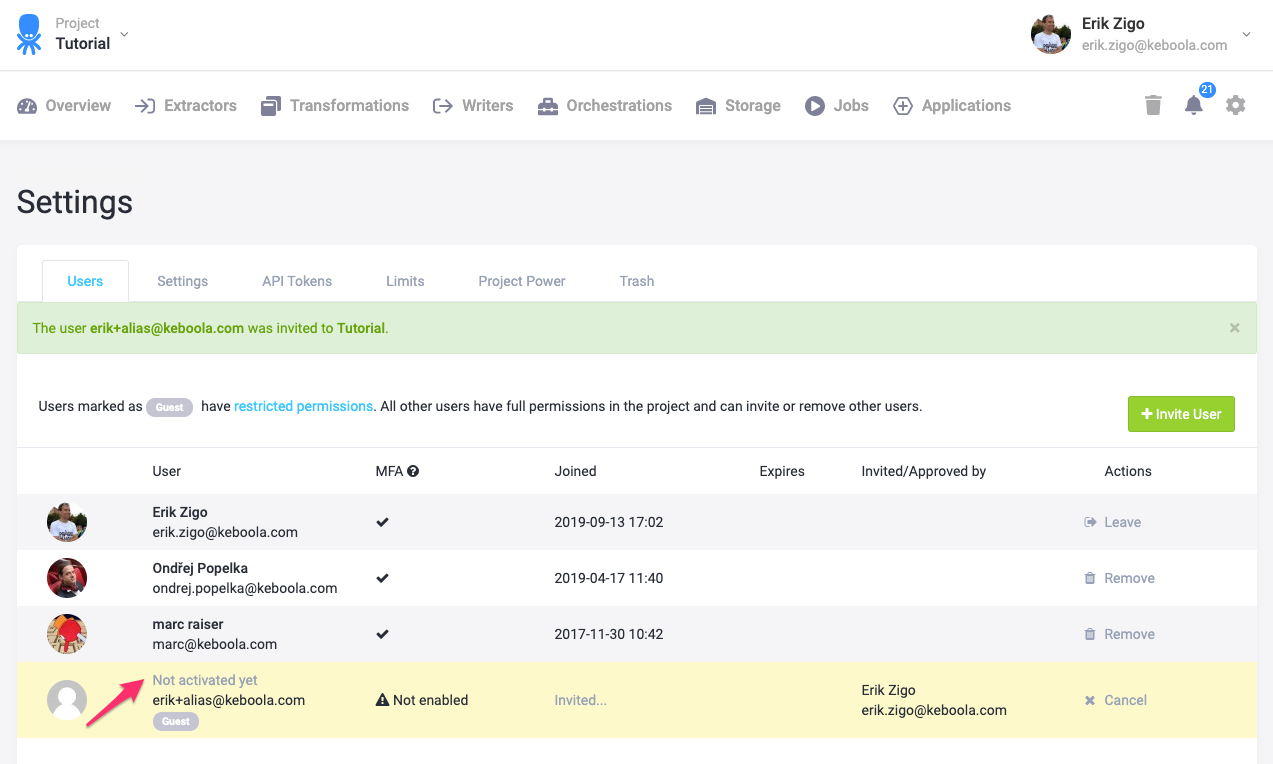 Project
Tutorial
Erik Zigo
erik.zigo@keboola.com
Overview Extractors Transformations Writers Orchestrations Storage Jobs Applications 21
Settings
Users Settings API Tokens Limits Project Power Trash
The user erik+alias@keboola.com was invited to Tutorial. ×
Users marked as Guest have restricted permissions. All other users have full permissions in the project and can invite or remove other users.
Invite User
User MFA Joined Expires Invited/Approved by Actions
Erik Zigo
erik.zigo@keboola.com
2019-09-13 17:02
Leave
Ondřej Popelka
ondrej.popelka@keboola.com
2019-04-17 11:40
Remove
marc raiser
marc@keboola.com
2017-11-30 10:42
Remove
Not activated yet
erik+alias@keboola.com
Guest
Not enabled
Invited...
Erik Zigo
erik.zigo@keboola.com
Cancel